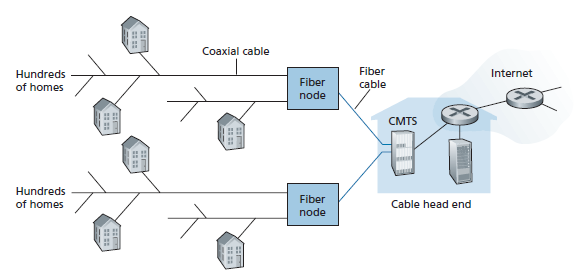 Coaxial cable
Hundreds
of homes
Fiber
node
Fiber
cable
Internet
CMTS
Hundreds
of homes
Fiber
node
Cable head end